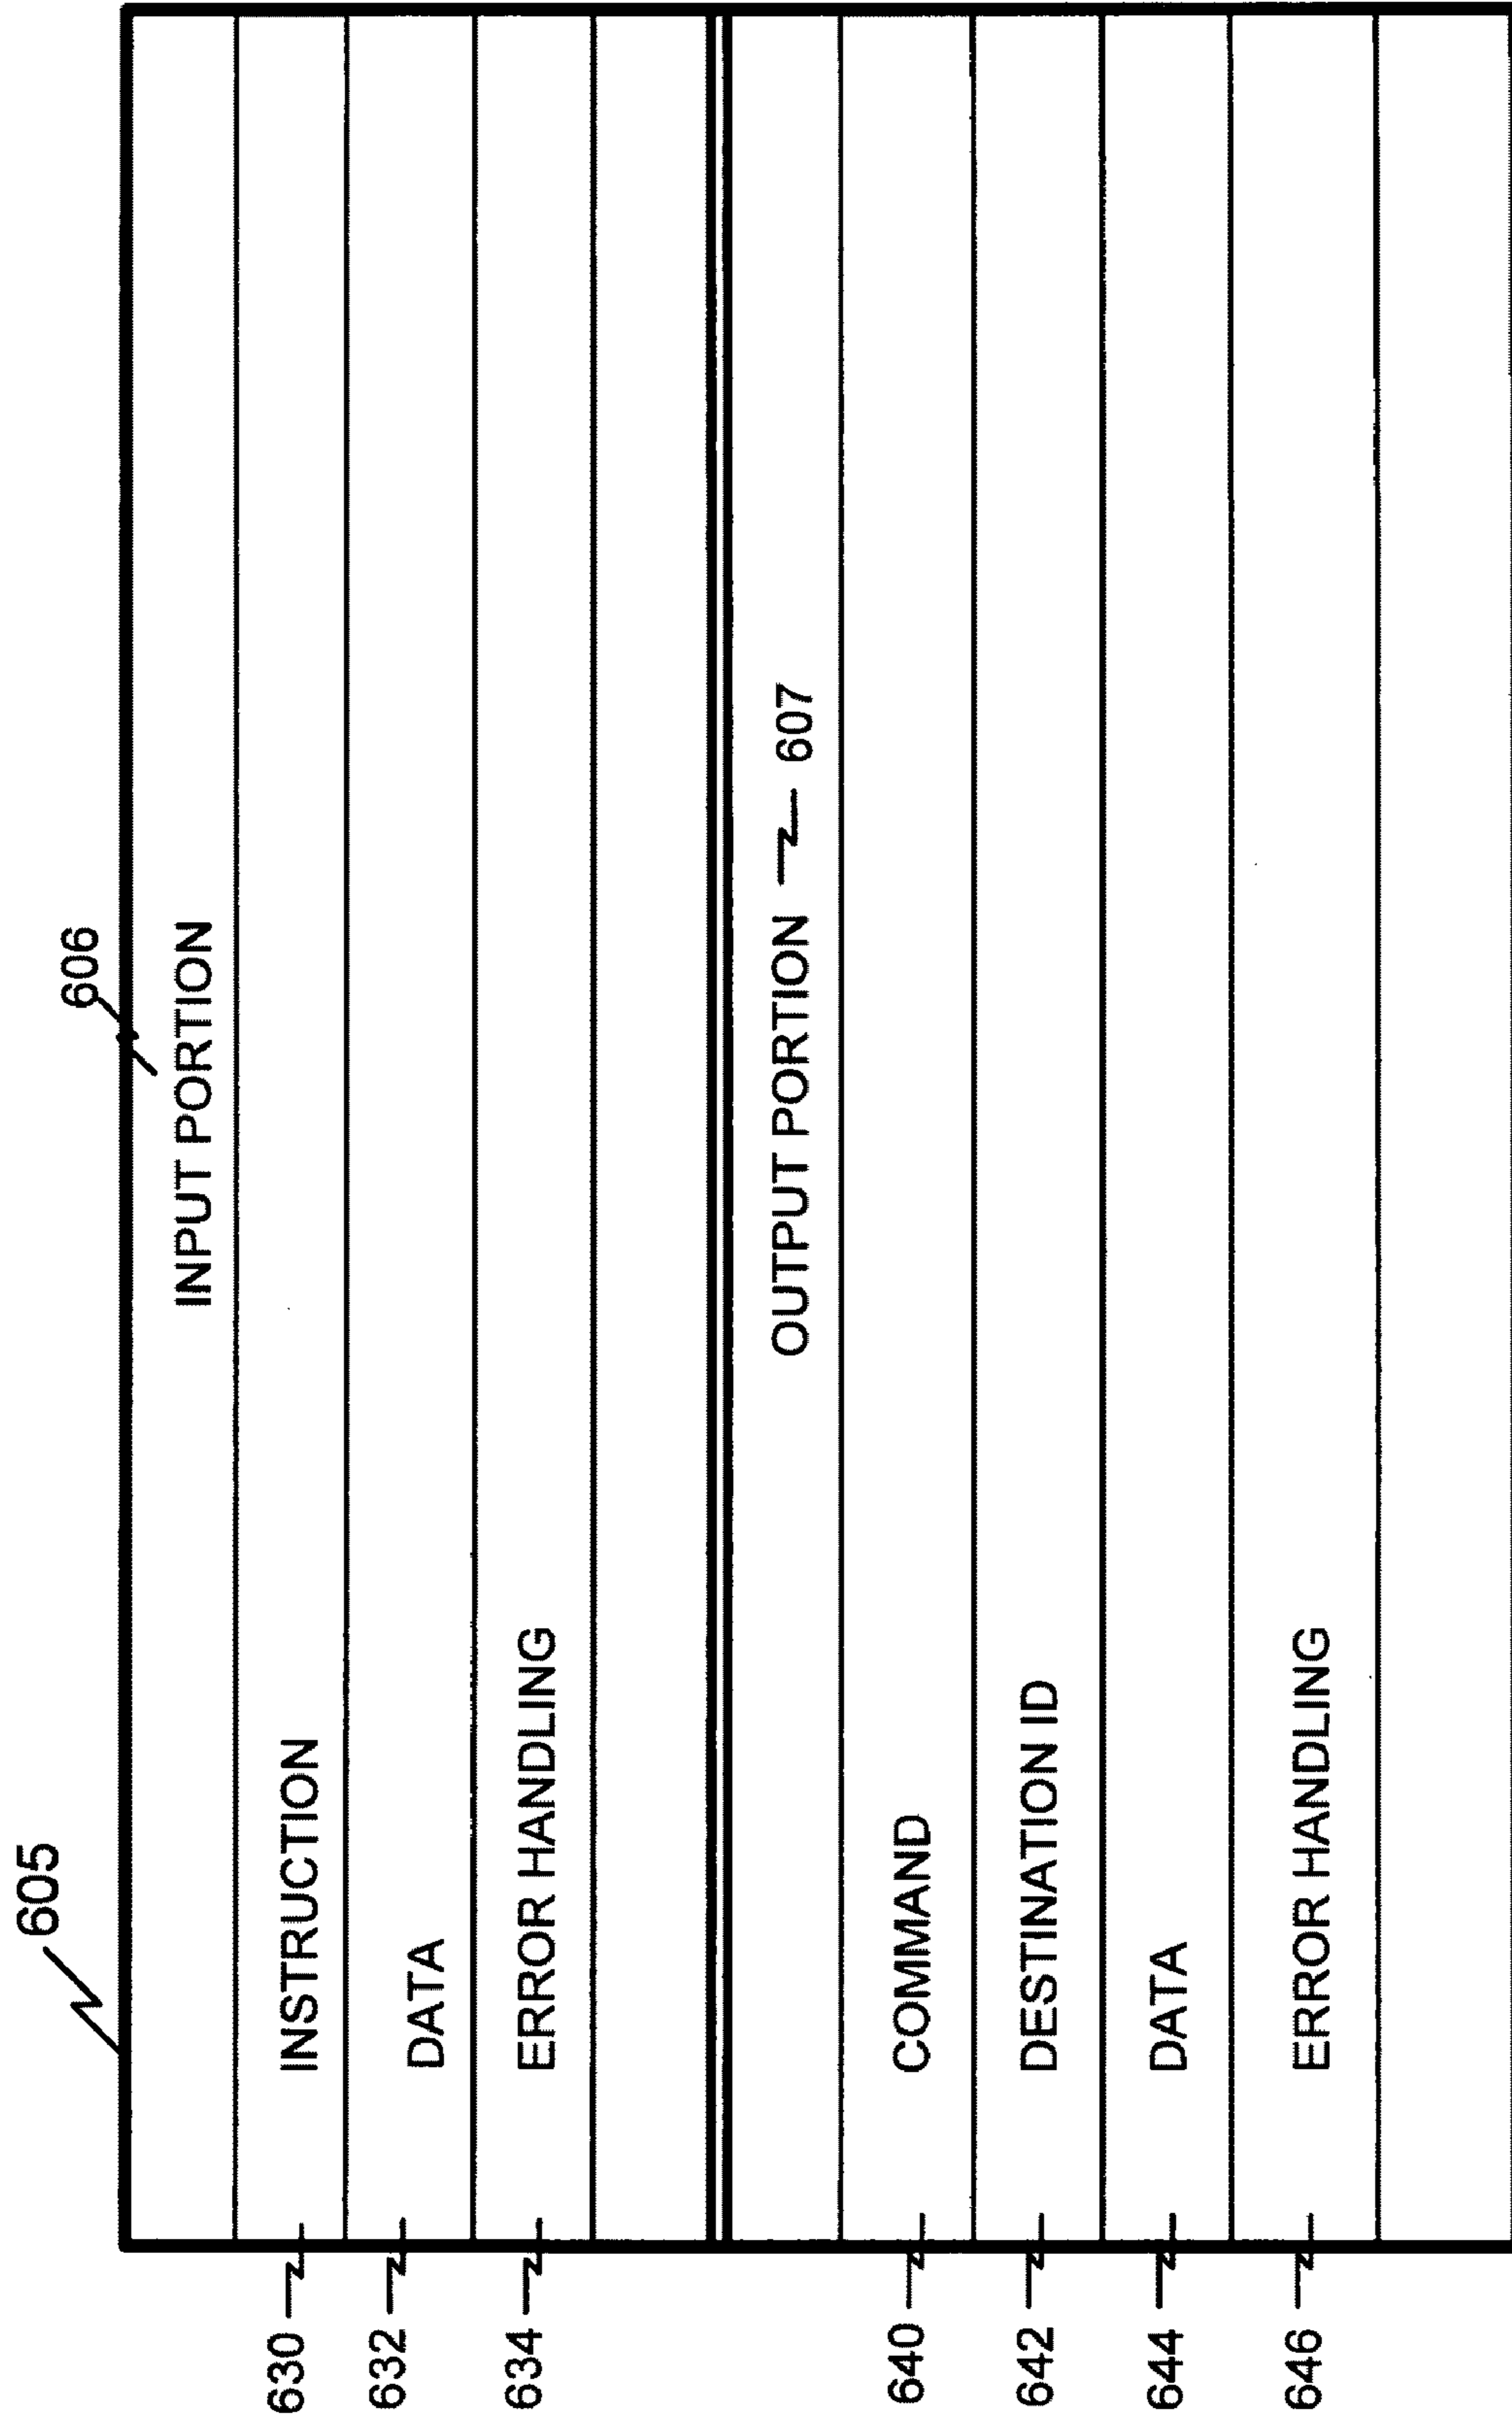 605
606
INPUT PORTION
630 INSTRUCTION
632 DATA
634 ERROR HANDLING
OUTPUT PORTION 607
640 COMMAND
642 DESTINATION ID
644 DATA
646 ERROR HANDLING